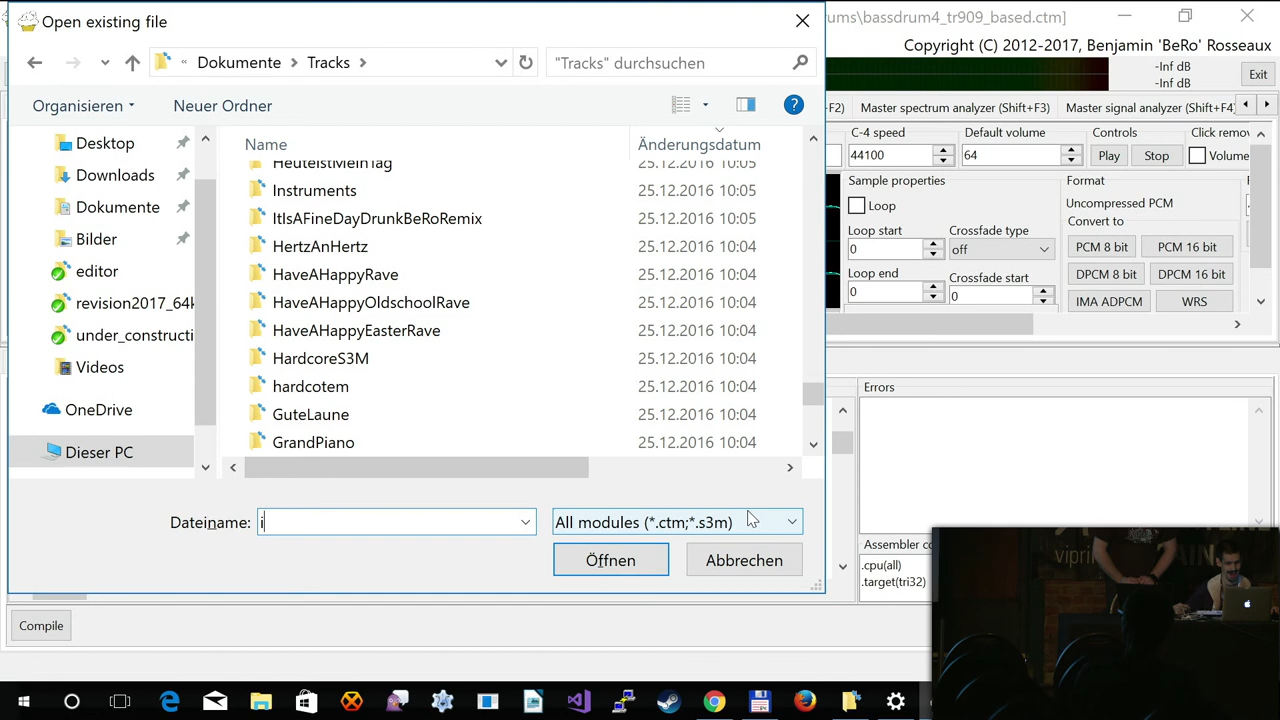 Open existing file
ums\bassdrum4_tr909_based.ctm]
Copyright (C) 2012-2017, Benjamin 'BeRo' Rosseaux
« Dokumente > Tracks >
"Tracks" durchsuchen
-Inf dB
-Inf dB
Exit
Organisieren
Neuer Ordner
F2)
Master spectrum analyzer (Shift+F3)
Master signal analyzer (Shift+F4)
Name
Änderungsdatum
C-4 speed
Default volume
Controls
Click remov
44100
64
Play
Stop
Volume
Desktop
Downloads
Dokumente
Bilder
editor
revision2017_64k
under_constructi
Videos
OneDrive
Dieser PC
HeuteIstMeinTag 25.12.2016 10:05
Instruments 25.12.2016 10:05
ItIsAFineDayDrunkBeRoRemix 25.12.2016 10:05
HertzAnHertz 25.12.2016 10:04
HaveAHappyRave 25.12.2016 10:04
HaveAHappyOldschoolRave 25.12.2016 10:04
HaveAHappyEasterRave 25.12.2016 10:04
HardcoreS3M 25.12.2016 10:04
hardcotem 25.12.2016 10:04
GuteLaune 25.12.2016 10:04
GrandPiano 25.12.2016 10:04
Sample properties
Loop
Loop start
Crossfade type
0
off
Loop end
Crossfade start
0
0
Format
Uncompressed PCM
Convert to
PCM 8 bit
PCM 16 bit
DPCM 8 bit
DPCM 16 bit
IMA ADPCM
WRS
Errors
Dateiname:
i
All modules (*.ctm;*.s3m)
Öffnen
Abbrechen
Assembler co
.cpu(all)
.target(tri32)
Compile